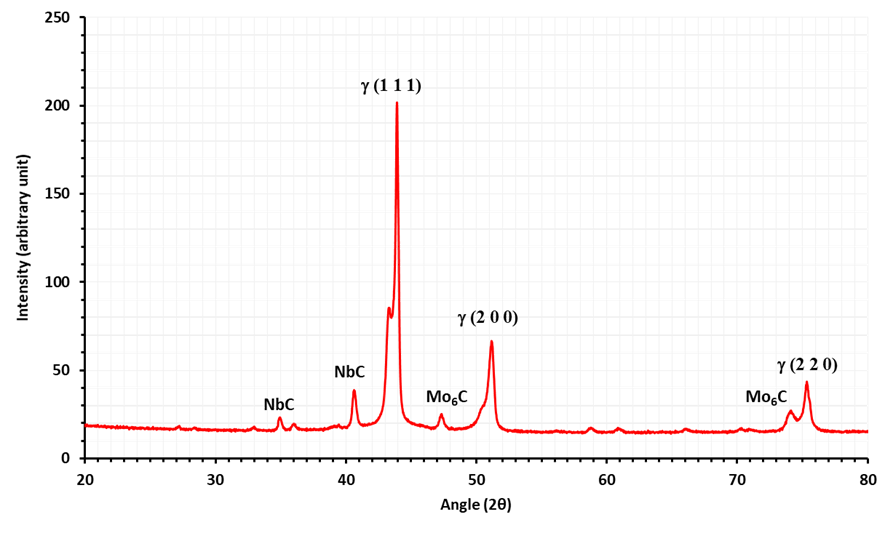 250
200
150
100
50
0
Intensity (arbitrary unit)
γ (1 1 1)
γ (2 0 0)
γ (2 2 0)
NbC
NbC
Mo₆C
Mo₆C
20 30 40 50 60 70 80
Angle (2θ)